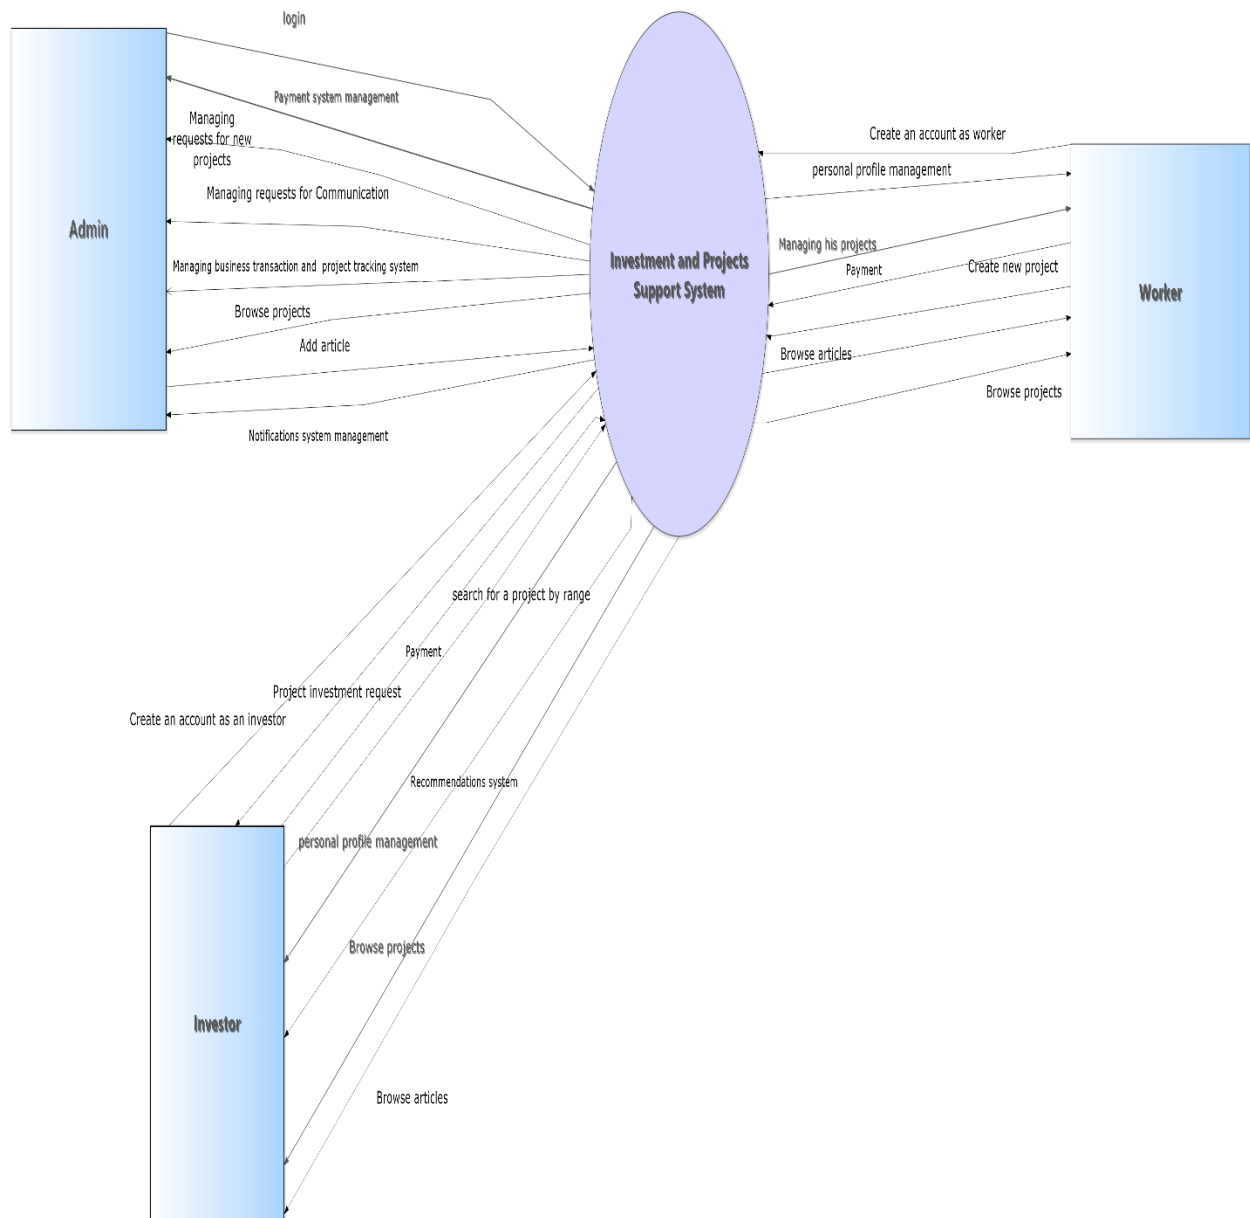 login
Payment system management
Managing
requests for new
projects
Managing requests for Communication
Admin
Managing business transaction and project tracking system
Browse projects
Add article
Notifications system management
Investment and Projects
Support System
Create an account as worker
personal profile management
Managing his projects
Payment
Create new project
Worker
Browse articles
Browse projects
search for a project by range
Payment
Project investment request
Create an account as an investor
Recommendations system
personal profile management
Browse projects
Investor
Browse articles